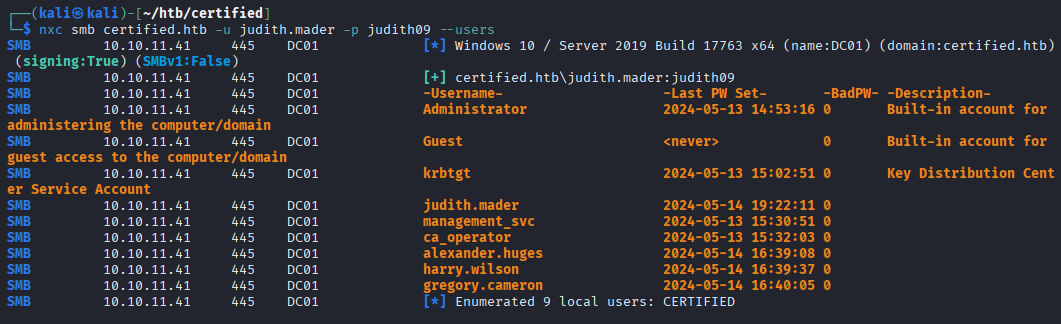 ┌──(kali㉿kali)-[~/htb/certified]
└─$ nxc smb certified.htb -u judith.mader -p judith09 --users
SMB 10.10.11.41 445 DC01 [*] Windows 10 / Server 2019 Build 17763 x64 (name:DC01) (domain:certified.htb)
(signing:True) (SMBv1:False)
SMB 10.10.11.41 445 DC01 [+] certified.htb\judith.mader:judith09
SMB 10.10.11.41 445 DC01 -Username- -Last PW Set- -BadPW- -Description-
SMB 10.10.11.41 445 DC01 Administrator 2024-05-13 14:53:16 0 Built-in account for
administering the computer/domain
SMB 10.10.11.41 445 DC01 Guest <never> 0 Built-in account for
guest access to the computer/domain
SMB 10.10.11.41 445 DC01 krbtgt 2024-05-13 15:02:51 0 Key Distribution Cent
er Service Account
SMB 10.10.11.41 445 DC01 judith.mader 2024-05-14 19:22:11 0
SMB 10.10.11.41 445 DC01 management_svc 2024-05-13 15:30:51 0
SMB 10.10.11.41 445 DC01 ca_operator 2024-05-13 15:32:03 0
SMB 10.10.11.41 445 DC01 alexander.huges 2024-05-14 16:39:08 0
SMB 10.10.11.41 445 DC01 harry.wilson 2024-05-14 16:39:37 0
SMB 10.10.11.41 445 DC01 gregory.cameron 2024-05-14 16:40:05 0
SMB 10.10.11.41 445 DC01 [*] Enumerated 9 local users: CERTIFIED